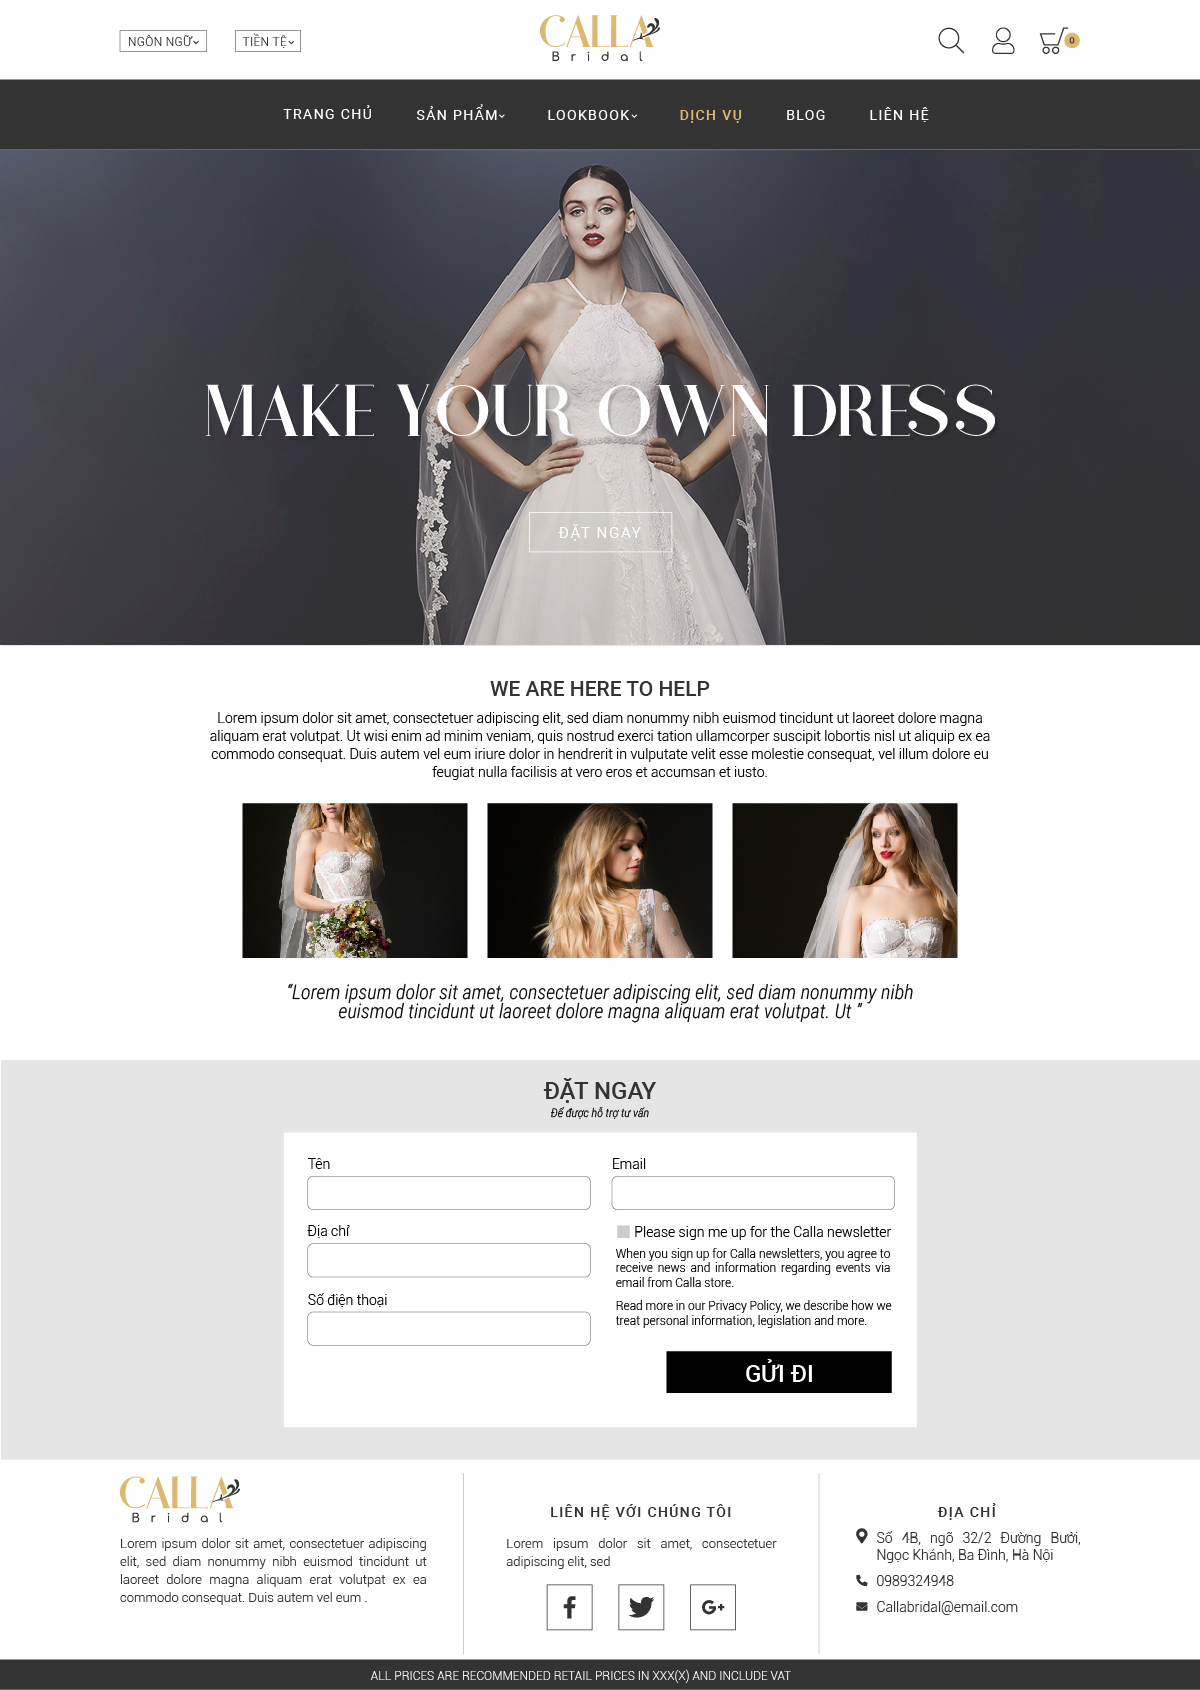 NGÔN NGỮ
TIỀN TỆ
CALLA
Bridal
0
TRANG CHỦ
SẢN PHẨM
LOOKBOOK
DỊCH VỤ
BLOG
LIÊN HỆ
MAKE YOUR OWN DRESS
ĐẶT NGAY
WE ARE HERE TO HELP
Lorem ipsum dolor sit amet, consectetuer adipiscing elit, sed diam nonummy nibh euismod tincidunt ut laoreet dolore magna
aliquam erat volutpat. Ut wisi enim ad minim veniam, quis nostrud exerci tation ullamcorper suscipit lobortis nisl ut aliquip ex ea
commodo consequat. Duis autem vel eum iriure dolor in hendrerit in vulputate velit esse molestie consequat, vel illum dolore eu
feugiat nulla facilisis at vero eros et accumsan et iusto.
“Lorem ipsum dolor sit amet, consectetuer adipiscing elit, sed diam nonummy nibh
euismod tincidunt ut laoreet dolore magna aliquam erat volutpat. Ut ”
ĐẶT NGAY
Để được hỗ trợ tư vấn
Tên
Địa chỉ
Số điện thoại
Email
Please sign me up for the Calla newsletter
When you sign up for Calla newsletters, you agree to
receive news and information regarding events via
email from Calla store.
Read more in our Privacy Policy, we describe how we
treat personal information, legislation and more.
GỬI ĐI
CALLA
Bridal
Lorem ipsum dolor sit amet, consectetuer adipiscing
elit, sed diam nonummy nibh euismod tincidunt ut
laoreet dolore magna aliquam erat volutpat ex ea
commodo consequat. Duis autem vel eum .
LIÊN HỆ VỚI CHÚNG TÔI
Lorem ipsum dolor sit amet, consectetuer
adipiscing elit, sed
f
G+
ĐỊA CHỈ
Số 4B, ngõ 32/2 Đường Bưởi,
Ngọc Khánh, Ba Đình, Hà Nội
0989324948
Callabridal@email.com
ALL PRICES ARE RECOMMENDED RETAIL PRICES IN XXX(X) AND INCLUDE VAT